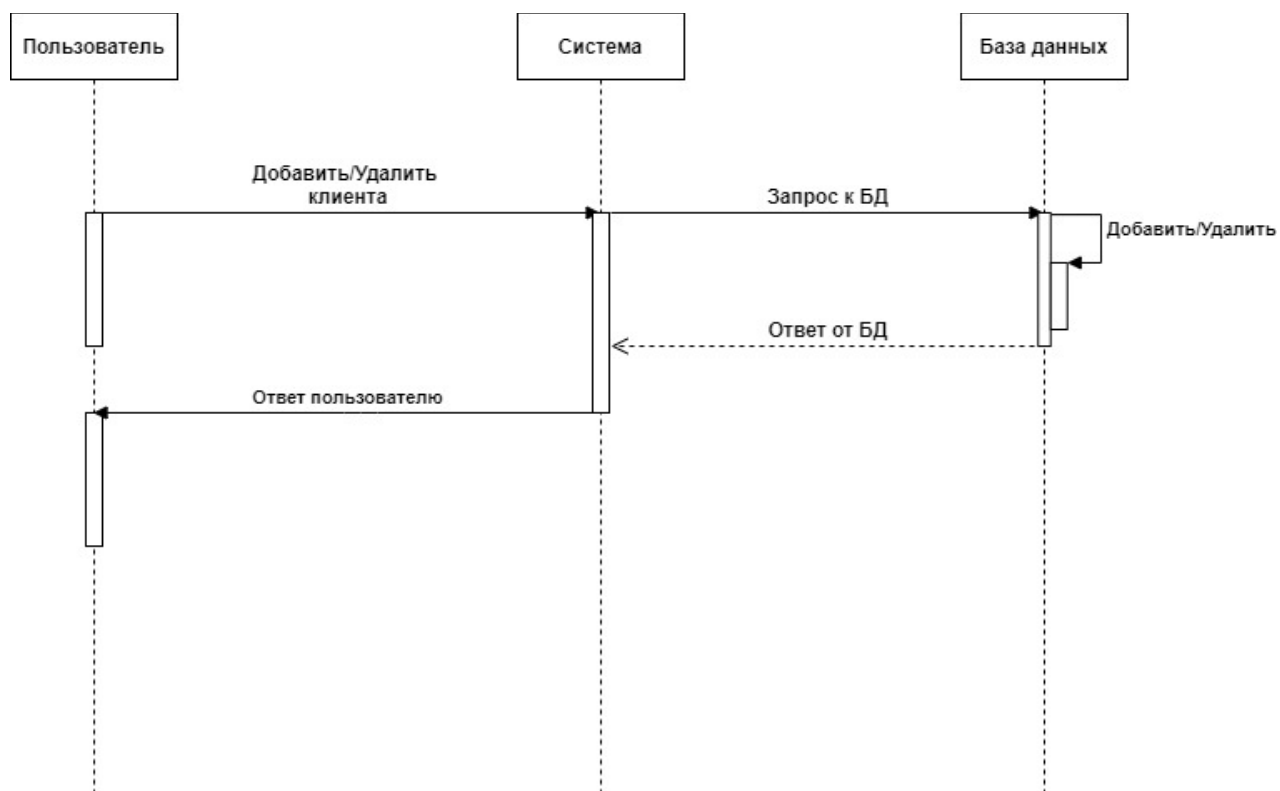 Пользователь
Система
База данных
Добавить/Удалить
клиента
Запрос к БД
Добавить/Удалить
Ответ от БД
Ответ пользователю